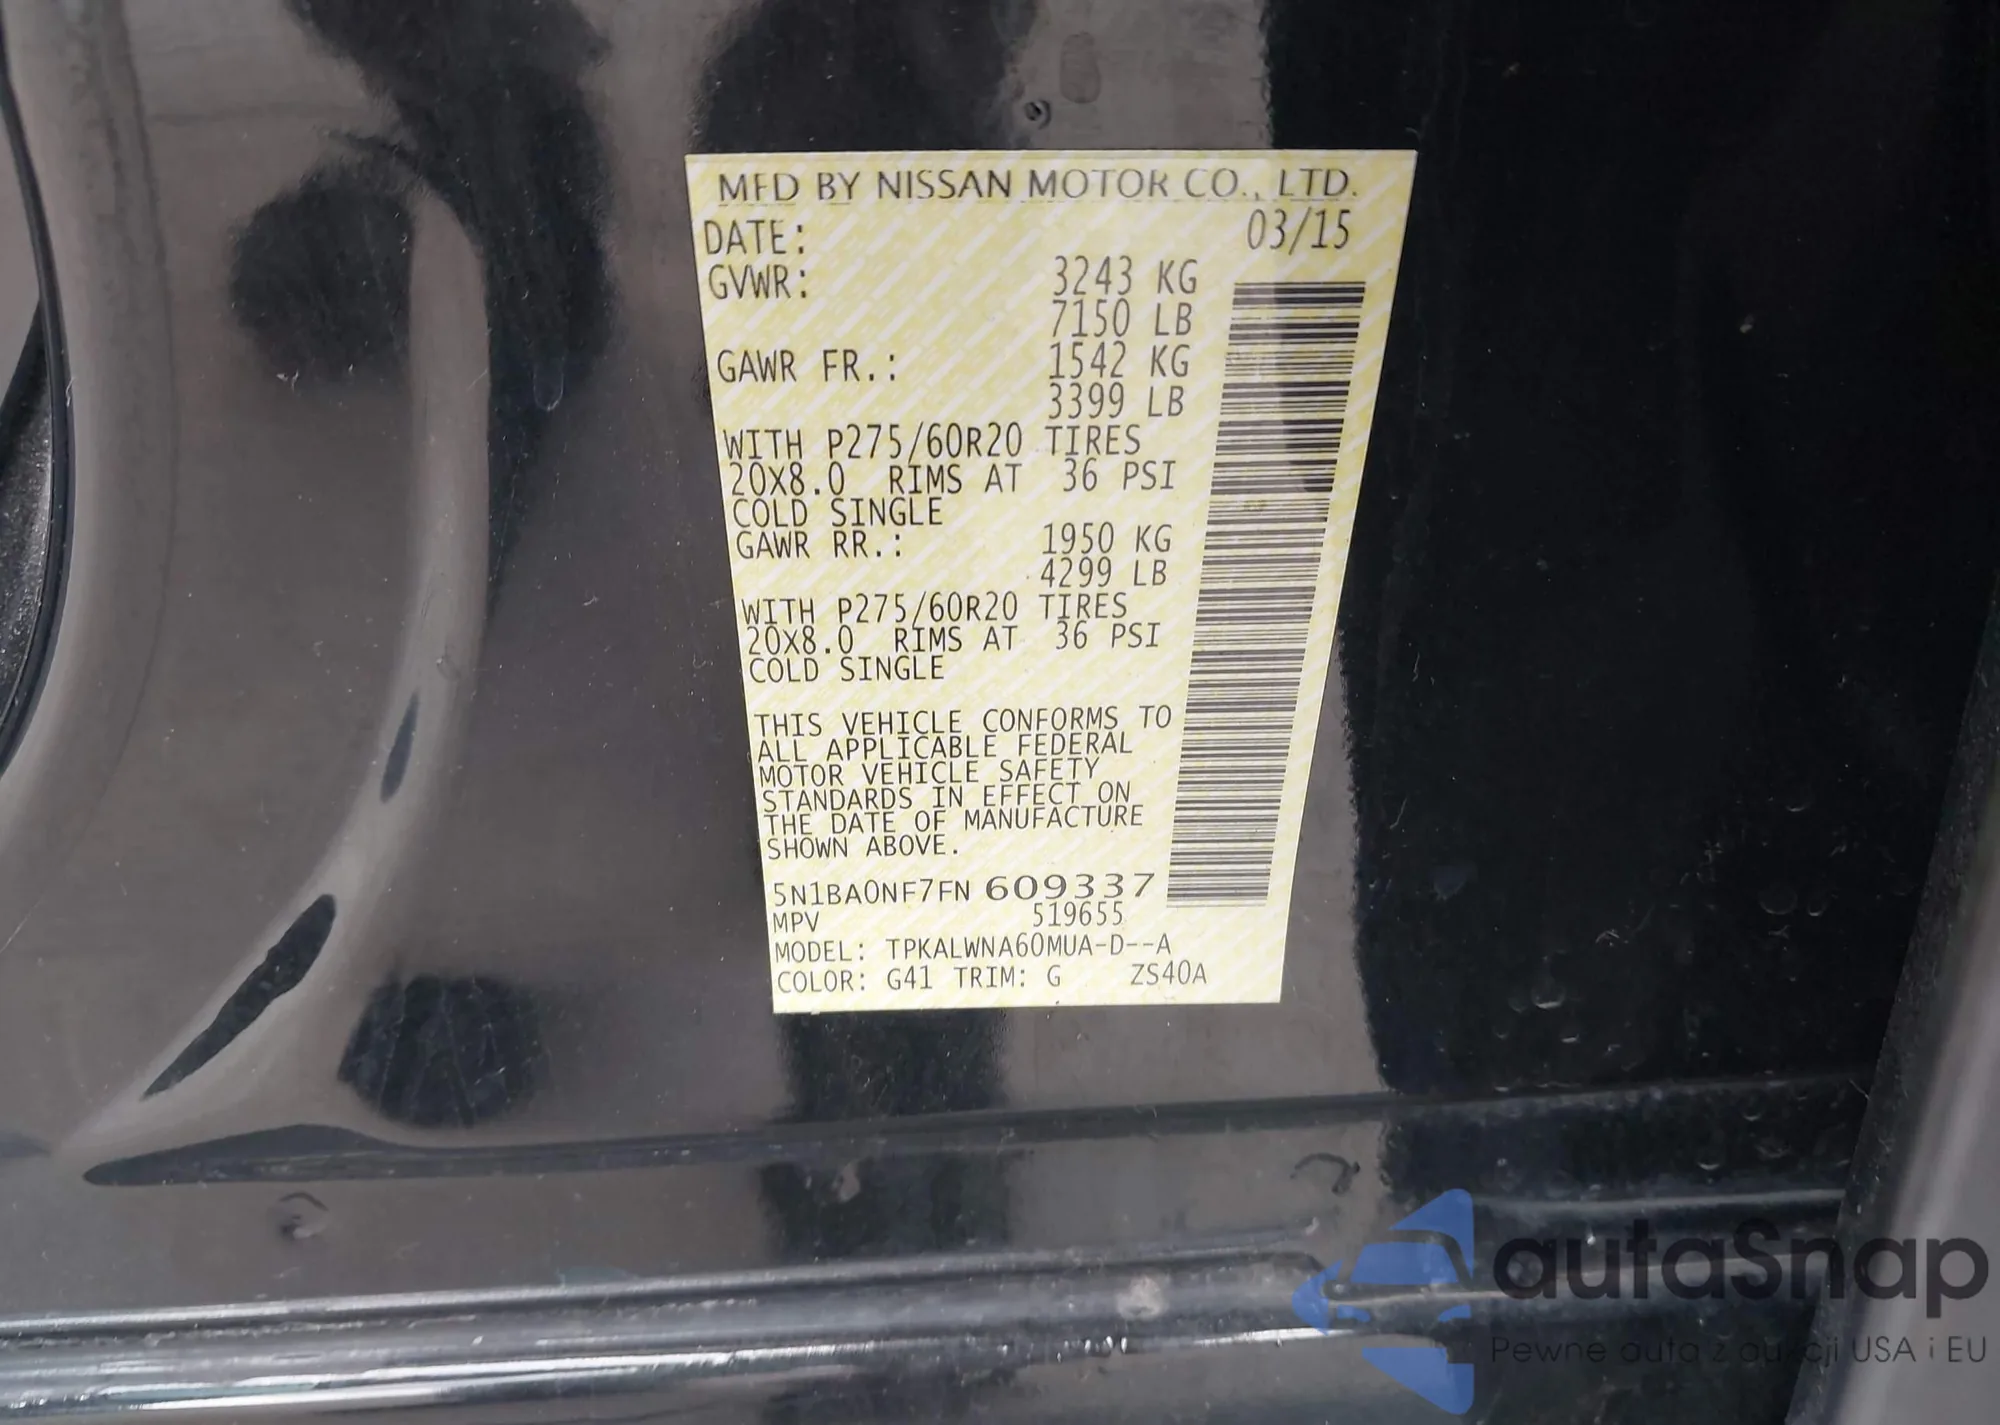 MFD BY NISSAN MOTOR CO., LTD.
DATE: 03/15
GVWR: 3243 KG
7150 LB
GAWR FR.: 1542 KG
3399 LB
WITH P275/60R20 TIRES
20X8.0 RIMS AT 36 PSI
COLD SINGLE
GAWR RR.: 1950 KG
4299 LB
WITH P275/60R20 TIRES
20X8.0 RIMS AT 36 PSI
COLD SINGLE
THIS VEHICLE CONFORMS TO
ALL APPLICABLE FEDERAL
MOTOR VEHICLE SAFETY
STANDARDS IN EFFECT ON
THE DATE OF MANUFACTURE
SHOWN ABOVE.
5N1BA0NF7FN 609337
MPV 519655
MODEL: TPKALWNA60MUA-D--A
COLOR: G41 TRIM: G ZS40A
autaSnap
Pewne auta z aukcji USA i EU